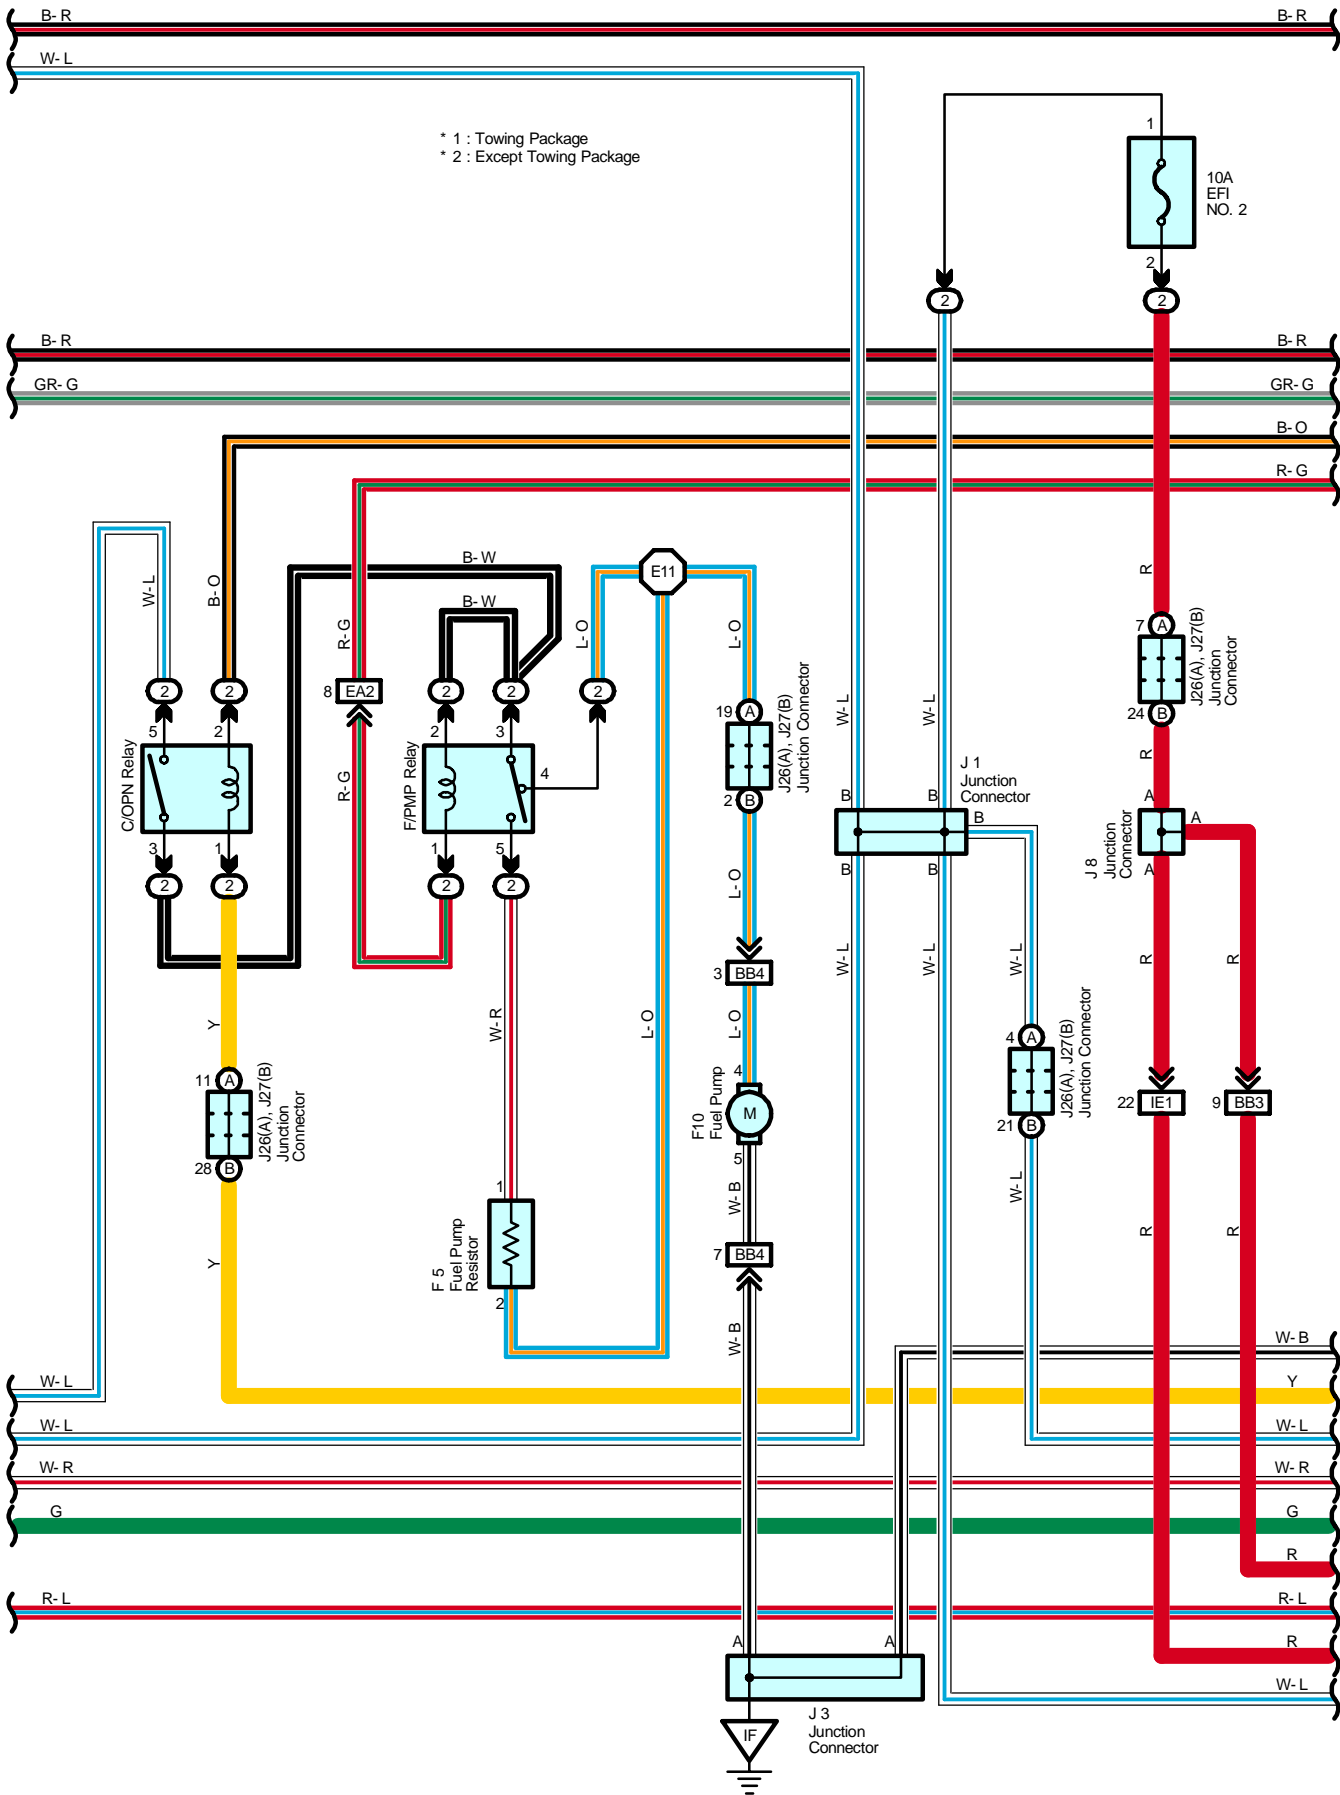 B- R
B- R
W- L
* 1 : Towing Package
* 2 : Except Towing Package
1
10A
EFI
NO. 2
2
2
2
B- R
B- R
GR- G
GR- G
B- O
R- G
W- L
B- O
R- G
B- W
B- W
L- O
E11
L- O
R
2
2
8
EA2
2
2
2
19
A
J26(A), J27(B)
Junction Connector
7
A
J26(A), J27(B)
Junction
Connector
24
B
W- L
W- L
R
5
2
C/OPN Relay
3
1
2
2
R- G
2
3
4
F/PMP Relay
1
5
2
2
2
B
J 1
Junction
Connector
B
B
B
B
B
A
A
J 8
Junction
Connector
A
L- O
W- L
W- L
W- L
R
R
3
BB4
Y
W- R
L- O
L- O
11
A
J26(A), J27(B)
Junction
Connector
28
B
4
F10
Fuel Pump
M
5
4
A
J26(A), J27(B)
Junction Connector
21
B
22
IE1
9
BB3
W- B
W- L
1
F 5
Fuel Pump
Resistor
2
Y
7
BB4
R
R
W- B
W- B
W- L
Y
W- L
W- L
W- R
W- R
G
G
R
R- L
R- L
A
A
R
W- L
J 3
Junction
Connector
IF